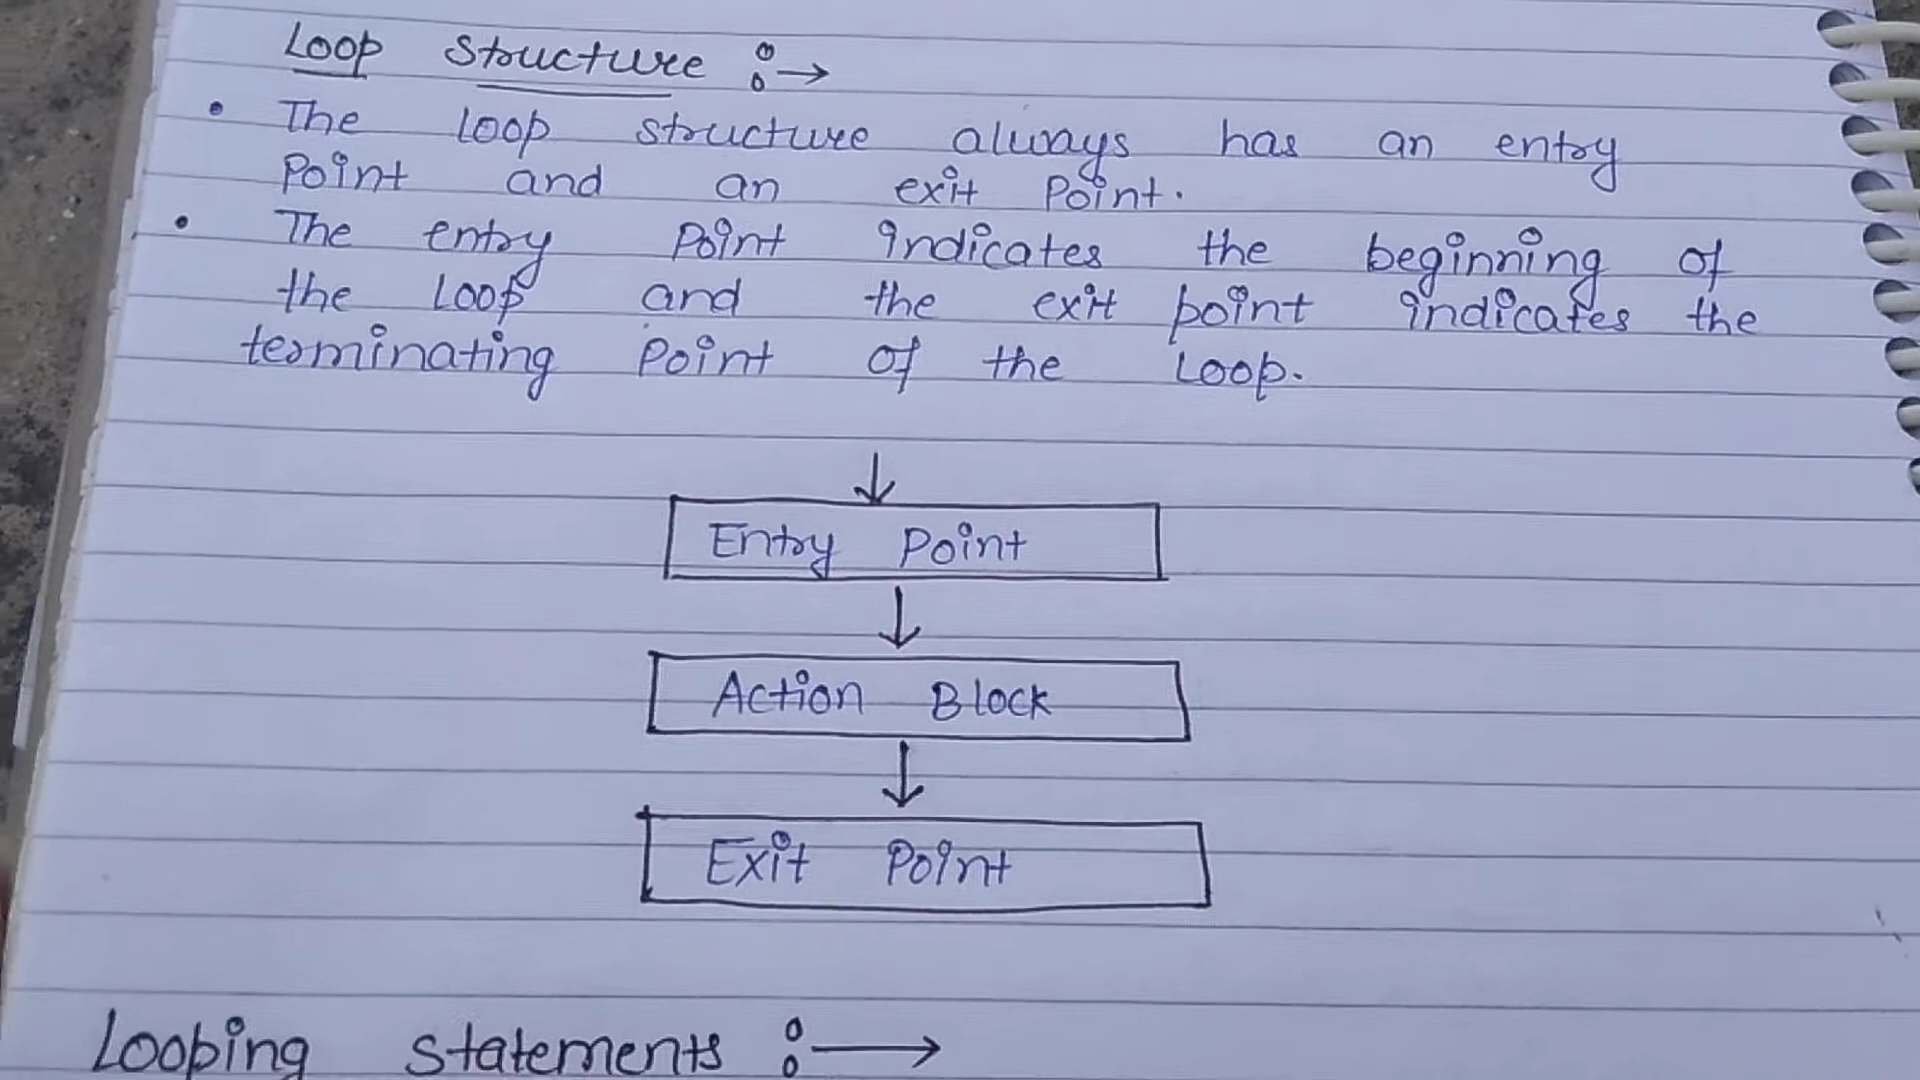 Loop Structure :→
• The loop structure always has an entry
Point and an exit Point.
• The entry Point indicates the beginning of
the Loop and the exit point indicates the
terminating Point of the Loop.
↓
Entry Point
↓
Action Block
↓
Exit Point
Looping statements :→